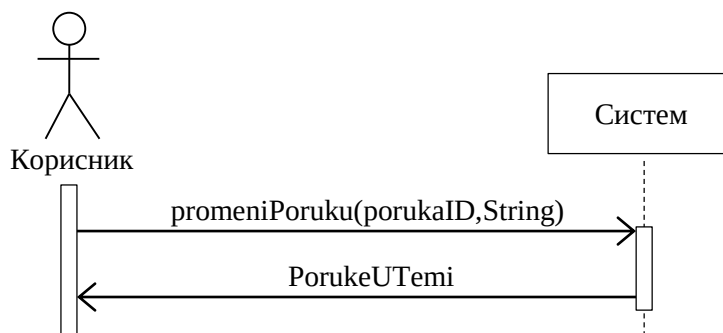 Систем
Корисник
promeniPoruku(porukaID,String)
PorukeUTemi